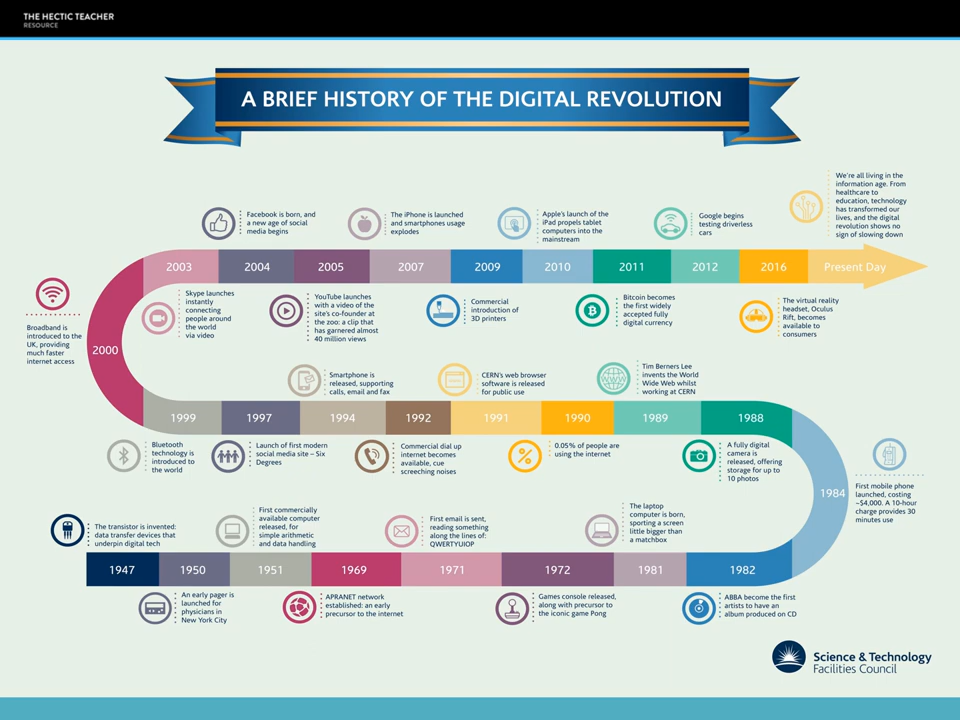 THE HECTIC TEACHER
RESOURCE
A BRIEF HISTORY OF THE DIGITAL REVOLUTION
Facebook is born, and
a new age of social
media begins
The iPhone is launched
and smartphones usage
explodes
Apple's launch of the
iPad propels tablet
computers into the
mainstream
Google begins
testing driverless
cars
We're all living in the
information age. From
healthcare to
education, technology
has transformed our
lives, and the digital
revolution shows no
sign of slowing down
2003
2004
2005
2007
2009
2010
2011
2012
2016
Present Day
Skype launches
instantly
connecting
people around
the world
via video
YouTube launches
with a video of the
site's co-founder at
the zoo: a clip that
has garnered almost
40 million views
Commercial
introduction of
3D printers
Bitcoin becomes
the first widely
accepted fully
digital currency
The virtual reality
headset, Oculus
Rift, becomes
available to
consumers
Broadband is
introduced to the
UK, providing
much faster
internet access
2000
Smartphone is
released, supporting
calls, email and fax
CERN's web browser
software is released
for public use
WWW
Tim Berners Lee
invents the World
Wide Web whilst
working at CERN
1999
1997
1994
1992
1991
1990
1989
1988
Bluetooth
technology is
introduced to
the world
Launch of first modern
social media site – Six
Degrees
Commercial dial up
internet becomes
available, cue
screeching noises
%
0.05% of people are
using the internet
A fully digital
camera is
released, offering
storage for up to
10 photos
1984
First mobile phone
launched, costing
~$4,000. A 10-hour
charge provides 30
minutes use
The transistor is invented:
data transfer devices that
underpin digital tech
First commercially
available computer
released, for
simple arithmetic
and data handling
First email is sent,
reading something
along the lines of:
QWERTYUIOP
The laptop
computer is born,
sporting a screen
little bigger than
a matchbox
1947
1950
1951
1969
1971
1972
1981
1982
An early pager is
launched for
physicians in
New York City
APRANET network
established: an early
precursor to the internet
Games console released,
along with precursor to
the iconic game Pong
ABBA become the first
artists to have an
album produced on CD
Science & Technology
Facilities Council